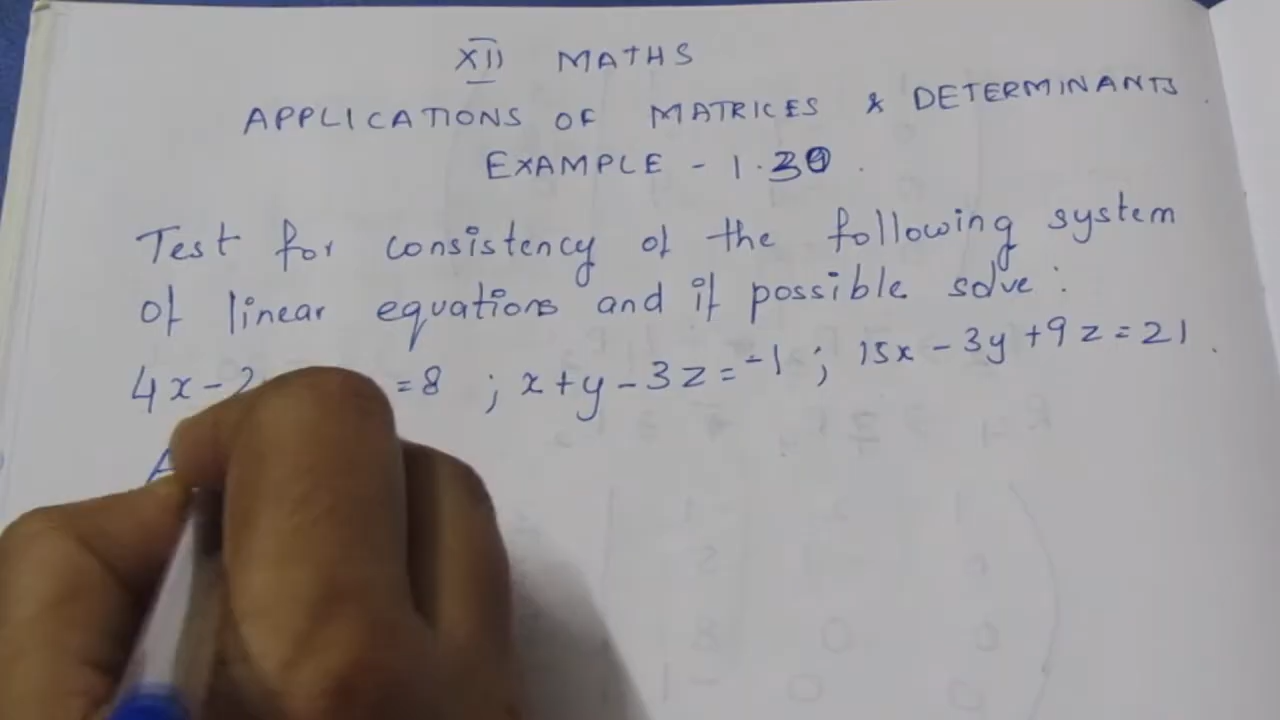 XII MATHS
APPLICATIONS OF MATRICES & DETERMINANTS
EXAMPLE - 1.30.
Test for consistency of the following system
of linear equations and if possible solve :
4x - 2 = 8 ; x + y - 3z = -1 ; 15x - 3y + 9z = 21.